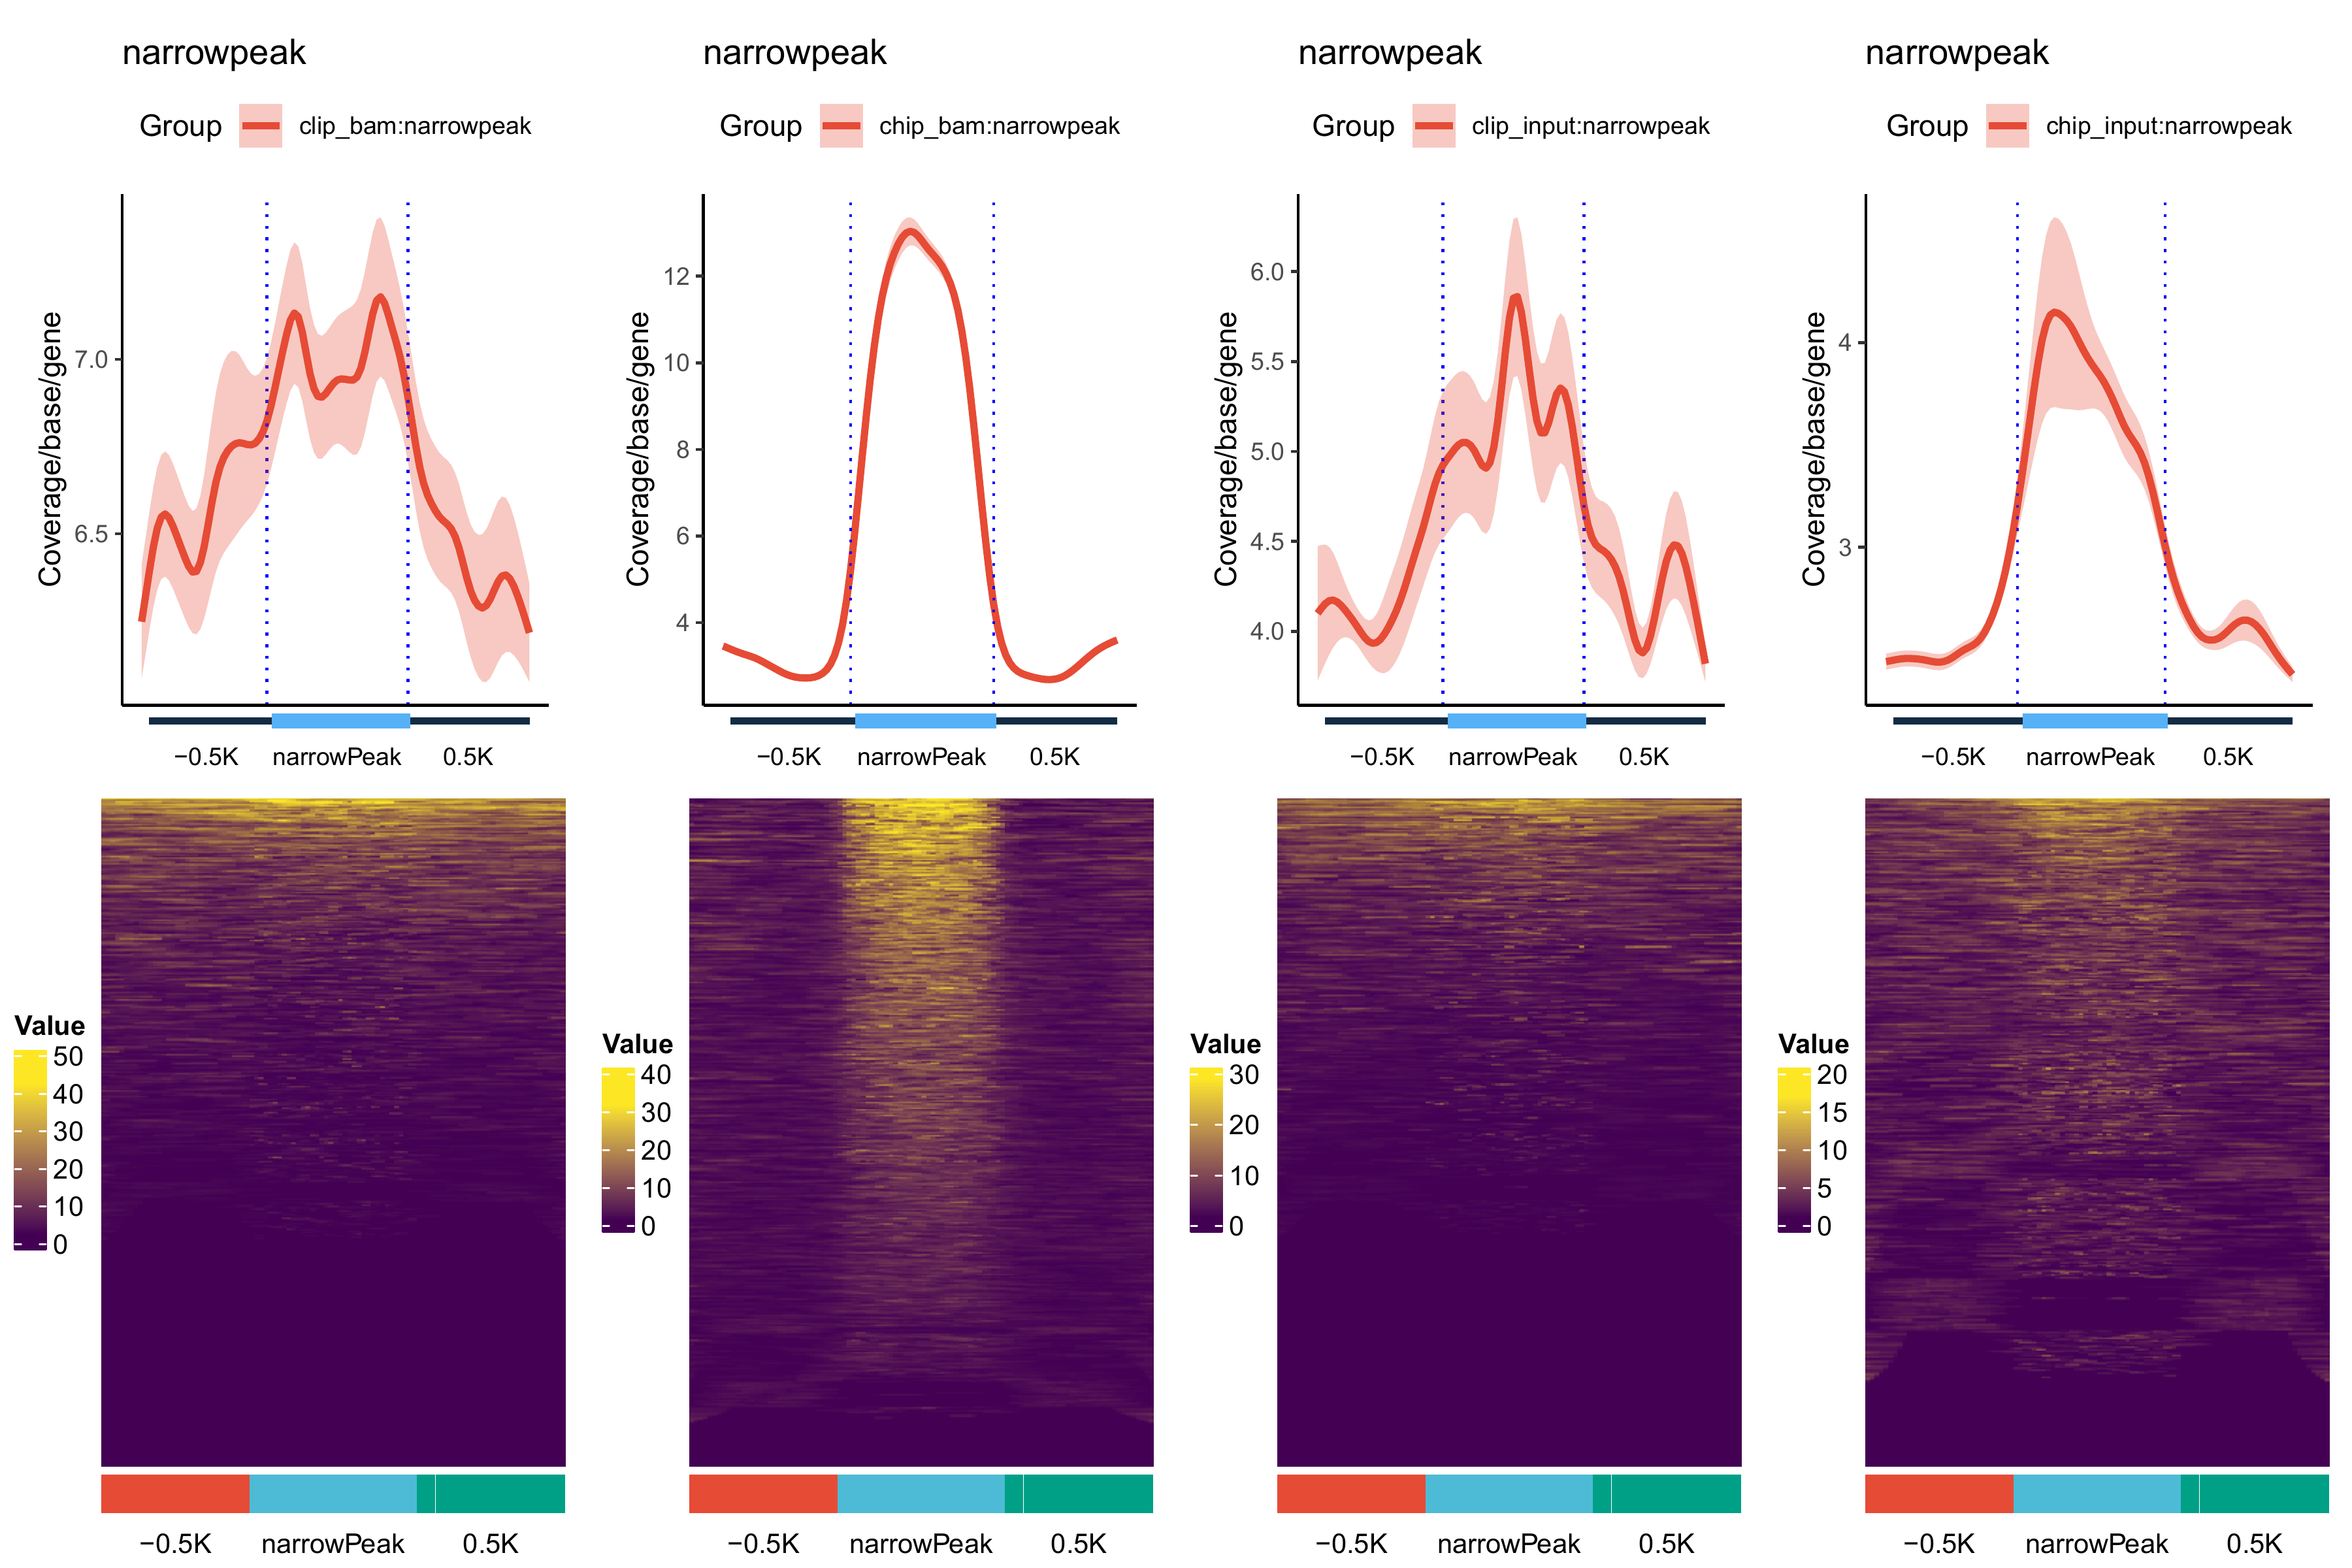 narrowpeak
Group clip_bam:narrowpeak
Coverage/base/gene
7.0
6.5
−0.5K narrowPeak 0.5K
Value
50
40
30
20
10
0
−0.5K narrowPeak 0.5K
narrowpeak
Group chip_bam:narrowpeak
Coverage/base/gene
12
10
8
6
4
−0.5K narrowPeak 0.5K
Value
40
30
20
10
0
−0.5K narrowPeak 0.5K
narrowpeak
Group clip_input:narrowpeak
Coverage/base/gene
6.0
5.5
5.0
4.5
4.0
−0.5K narrowPeak 0.5K
Value
30
20
10
0
−0.5K narrowPeak 0.5K
narrowpeak
Group chip_input:narrowpeak
Coverage/base/gene
4
3
−0.5K narrowPeak 0.5K
Value
20
15
10
5
0
−0.5K narrowPeak 0.5K